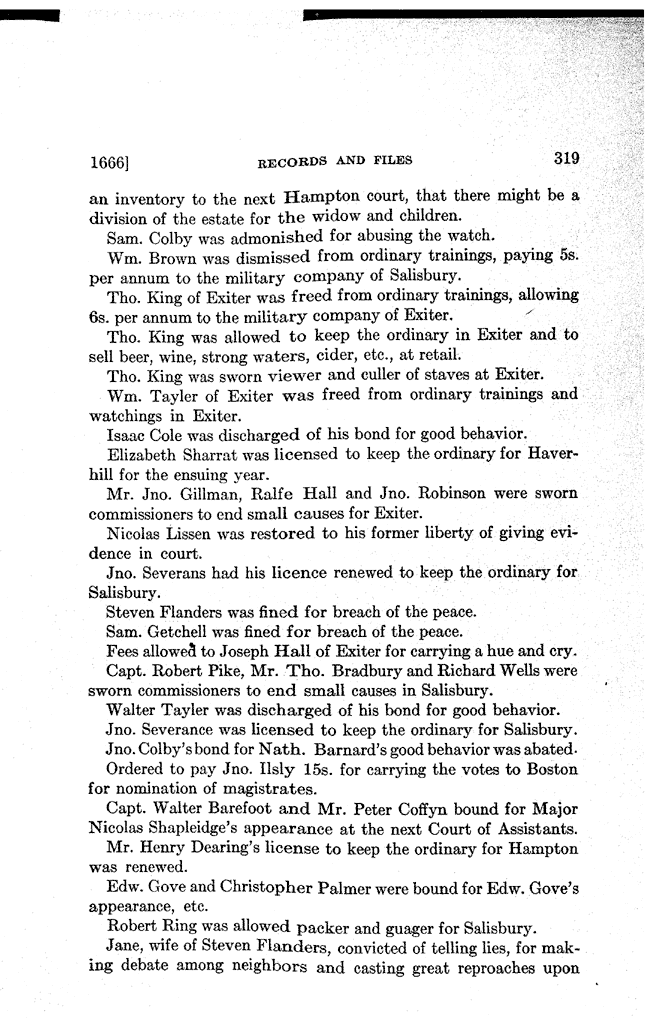 1666] RECORDS AND FILES 319
an inventory to the next Hampton court, that there might be a
division of the estate for the widow and children.
Sam. Colby was admonished for abusing the watch.
Wm. Brown was dismissed from ordinary trainings, paying 5s.
per annum to the military company of Salisbury.
Tho. King of Exiter was freed from ordinary trainings, allowing
6s. per annum to the military company of Exiter.
Tho. King was allowed to keep the ordinary in Exiter and to
sell beer, wine, strong waters, cider, etc., at retail.
Tho. King was sworn viewer and culler of staves at Exiter.
Wm. Tayler of Exiter was freed from ordinary trainings and
watchings in Exiter.
Isaac Cole was discharged of his bond for good behavior.
Elizabeth Sharrat was licensed to keep the ordinary for Haver-
hill for the ensuing year.
Mr. Jno. Gillman, Ralfe Hall and Jno. Robinson were sworn
commissioners to end small causes for Exiter.
Nicolas Lissen was restored to his former liberty of giving evi-
dence in court.
Jno. Severans had his licence renewed to keep the ordinary for
Salisbury.
Steven Flanders was fined for breach of the peace.
Sam. Getchell was fined for breach of the peace.
Fees allowed to Joseph Hall of Exiter for carrying a hue and cry.
Capt. Robert Pike, Mr. Tho. Bradbury and Richard Wells were
sworn commissioners to end small causes in Salisbury.
Walter Tayler was discharged of his bond for good behavior.
Jno. Severance was licensed to keep the ordinary for Salisbury.
Jno. Colby's bond for Nath. Barnard's good behavior was abated.
Ordered to pay Jno. Ilsly 15s. for carrying the votes to Boston
for nomination of magistrates.
Capt. Walter Barefoot and Mr. Peter Coffyn bound for Major
Nicolas Shapleidge's appearance at the next Court of Assistants.
Mr. Henry Dearing's license to keep the ordinary for Hampton
was renewed.
Edw. Gove and Christopher Palmer were bound for Edw. Gove's
appearance, etc.
Robert Ring was allowed packer and guager for Salisbury.
Jane, wife of Steven Flanders, convicted of telling lies, for mak-
ing debate among neighbors and casting great reproaches upon